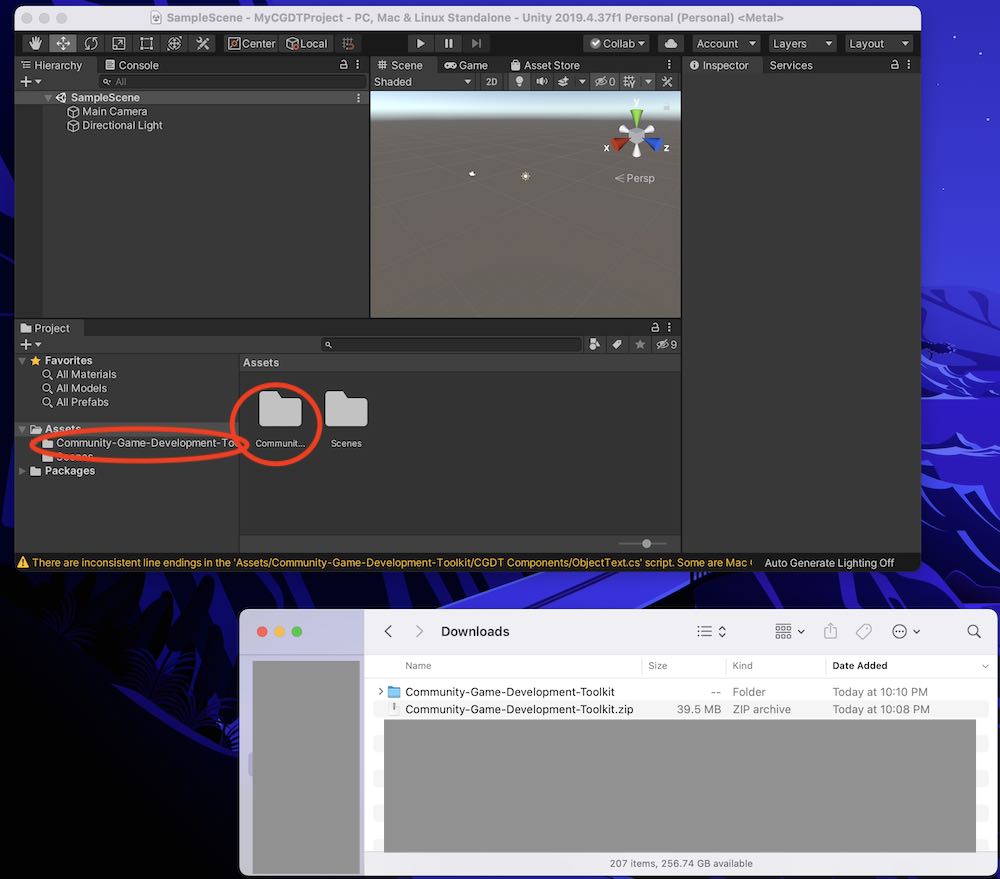 SampleScene - MyCGDTProject - PC, Mac & Linux Standalone - Unity 2019.4.37f1 Personal (Personal) <Metal>
Center Local Collab Account Layers Layout
Hierarchy Console
All
SampleScene
Main Camera
Directional Light
Scene Game Asset Store
Shaded 2D 0
y
x z
Persp
Inspector Services
Project
9
Favorites
All Materials
All Models
All Prefabs
Assets
Community-Game-Development-To
Scenes
Packages
Assets
Communit... Scenes
There are inconsistent line endings in the 'Assets/Community-Game-Development-Toolkit/CGDT Components/ObjectText.cs' script. Some are Mac
Auto Generate Lighting Off
Downloads
Name Size Kind Date Added
Community-Game-Development-Toolkit -- Folder Today at 10:10 PM
Community-Game-Development-Toolkit.zip 39.5 MB ZIP archive Today at 10:08 PM
207 items, 256.74 GB available